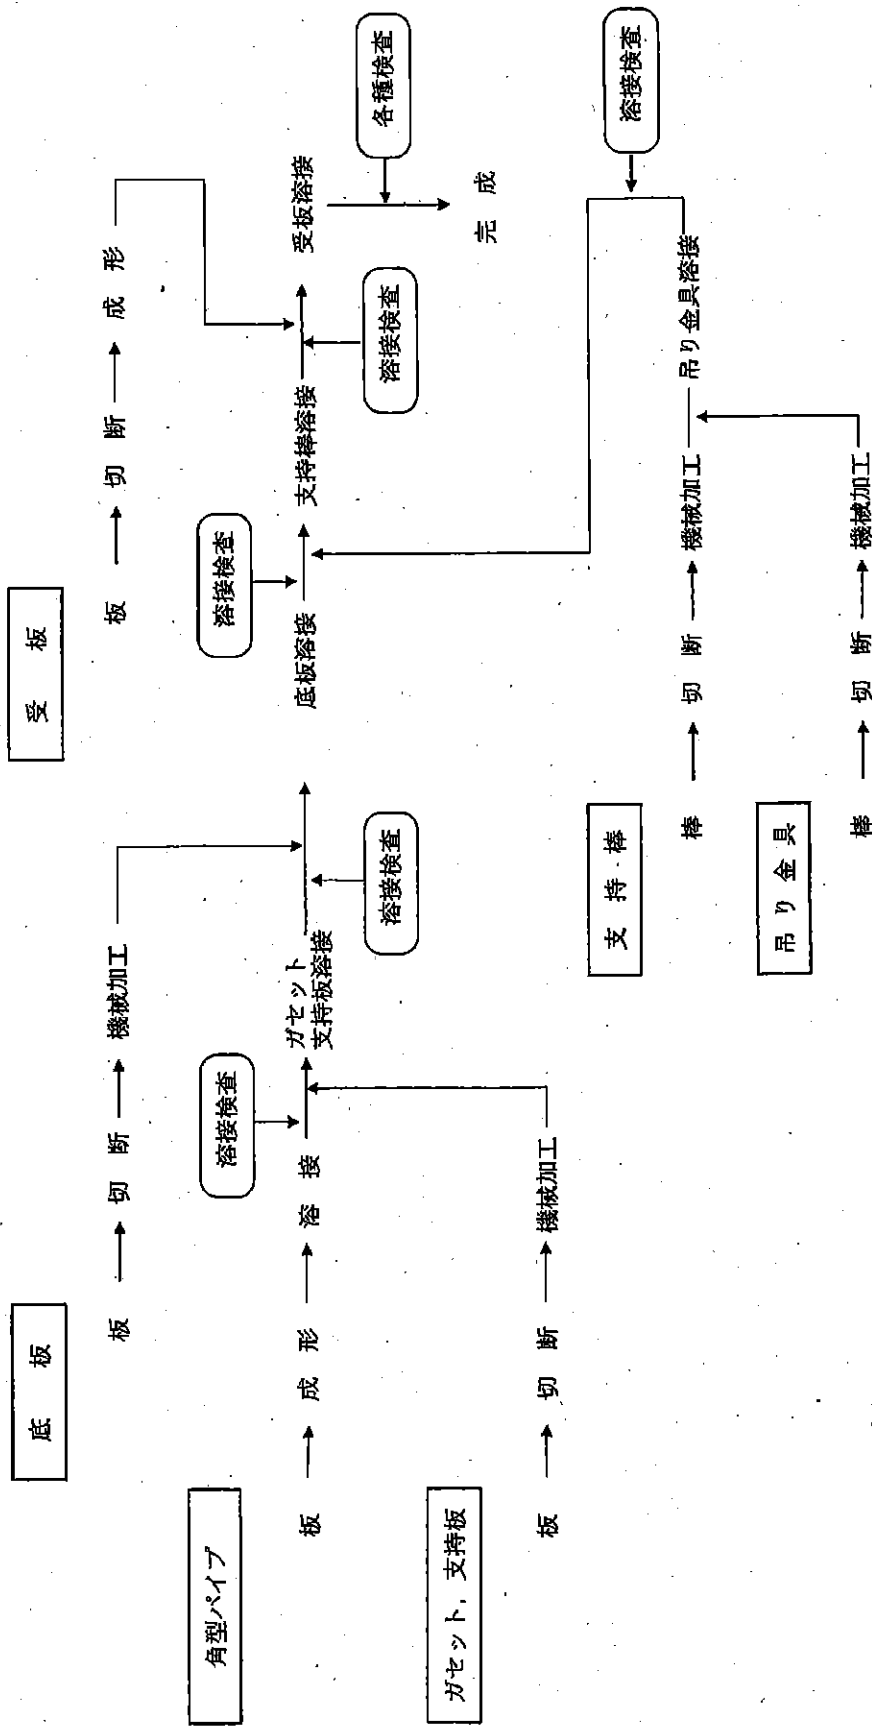 底板
板 切断 機械加工
受板
板 切断 成形
角型パイプ
板 成形 溶接
溶接検査
ガセット
支持板溶接
溶接検査
底板溶接
溶接検査
支持棒溶接
溶接検査
受板溶接
各種検査
完成
ガセット，支持板
板 切断 機械加工
支持棒
棒 切断 機械加工 吊り金具溶接
溶接検査
吊り金具
棒 切断 機械加工